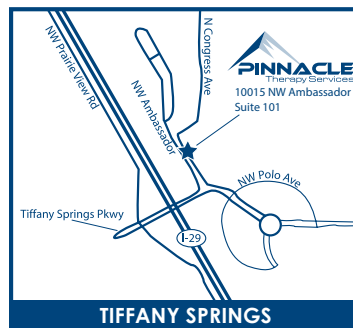 NW Prairie View Rd
NW Ambassador
N Congress Ave
PINNACLE
Therapy Services
10015 NW Ambassador
Suite 101
NW Polo Ave
Tiffany Springs Pkwy
I-29
TIFFANY SPRINGS